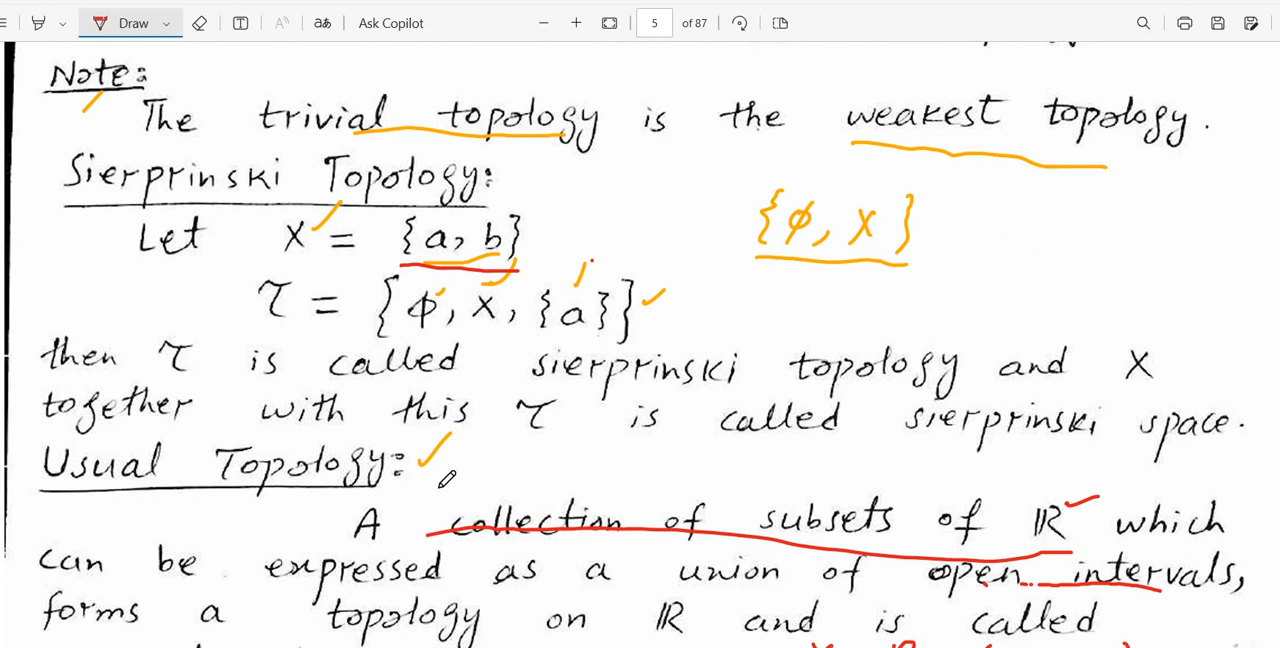 Draw
Ask Copilot
5 of 87
Note:
The trivial topology is the weakest topology.
Sierprinski Topology:
{ϕ, X}
Let X = {a, b}
τ = {ϕ, X, {a}}
then τ is called sierprinski topology and X
together with this τ is called sierprinski space.
Usual Topology:
A collection of subsets of ℝ which
can be expressed as a union of open intervals,
forms a topology on ℝ and is called